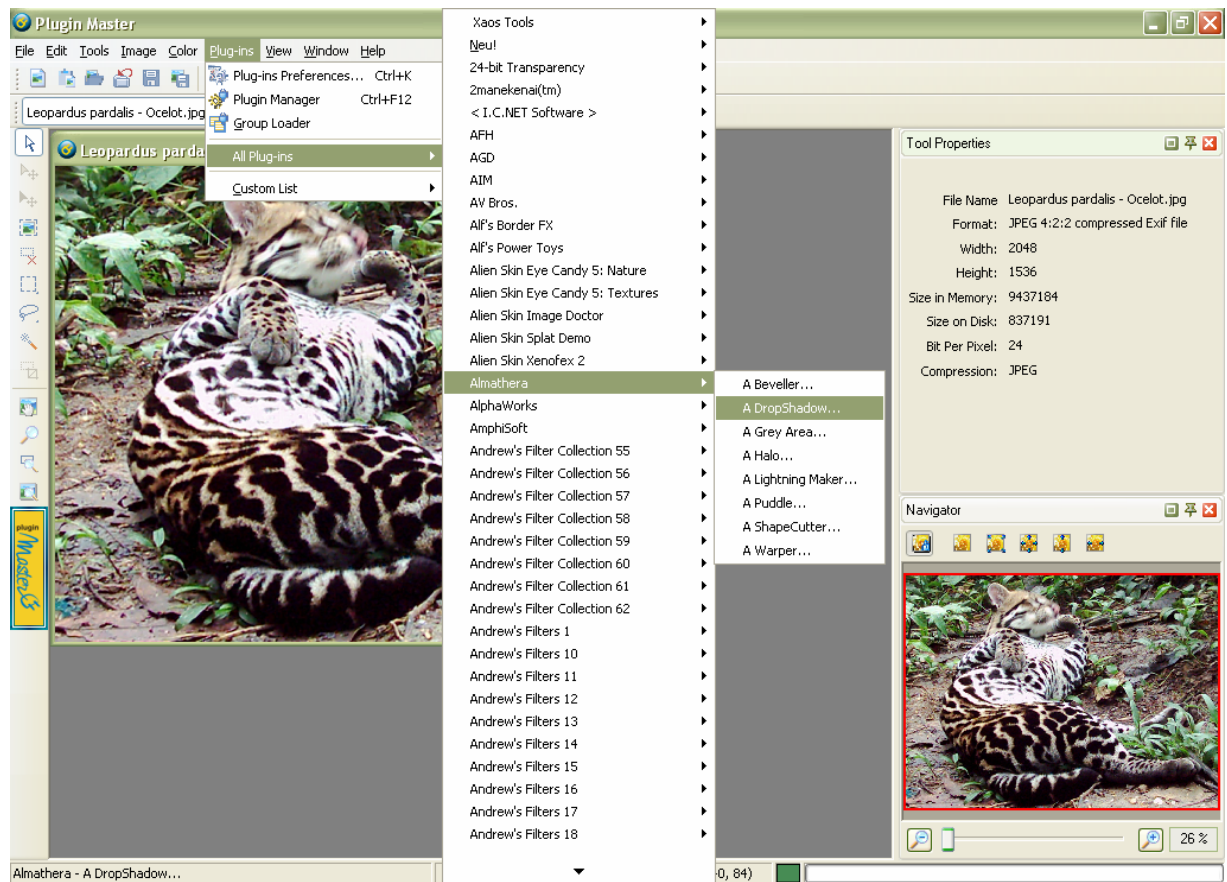 Plugin Master
File Edit Tools Image Color Plug-ins View Window Help
Plug-ins Preferences... Ctrl+K
Plugin Manager Ctrl+F12
Group Loader
All Plug-ins
Custom List
Leopardus pardalis - Ocelot.jpg
Leopardus parda
Xaos Tools
Neu!
24-bit Transparency
2manekenai(tm)
< I.C.NET Software >
AFH
AGD
AIM
AV Bros.
Alf's Border FX
Alf's Power Toys
Alien Skin Eye Candy 5: Nature
Alien Skin Eye Candy 5: Textures
Alien Skin Image Doctor
Alien Skin Splat Demo
Alien Skin Xenofex 2
Almathera
AlphaWorks
AmphiSoft
Andrew's Filter Collection 55
Andrew's Filter Collection 56
Andrew's Filter Collection 57
Andrew's Filter Collection 58
Andrew's Filter Collection 59
Andrew's Filter Collection 60
Andrew's Filter Collection 61
Andrew's Filter Collection 62
Andrew's Filters 1
Andrew's Filters 10
Andrew's Filters 11
Andrew's Filters 12
Andrew's Filters 13
Andrew's Filters 14
Andrew's Filters 15
Andrew's Filters 16
Andrew's Filters 17
Andrew's Filters 18
A Beveller...
A DropShadow...
A Grey Area...
A Halo...
A Lightning Maker...
A Puddle...
A ShapeCutter...
A Warper...
Tool Properties
File Name Leopardus pardalis - Ocelot.jpg
Format: JPEG 4:2:2 compressed Exif file
Width: 2048
Height: 1536
Size in Memory: 9437184
Size on Disk: 837191
Bit Per Pixel: 24
Compression: JPEG
Navigator
26 %
plugin Master
Almathera - A DropShadow...
0, 84)